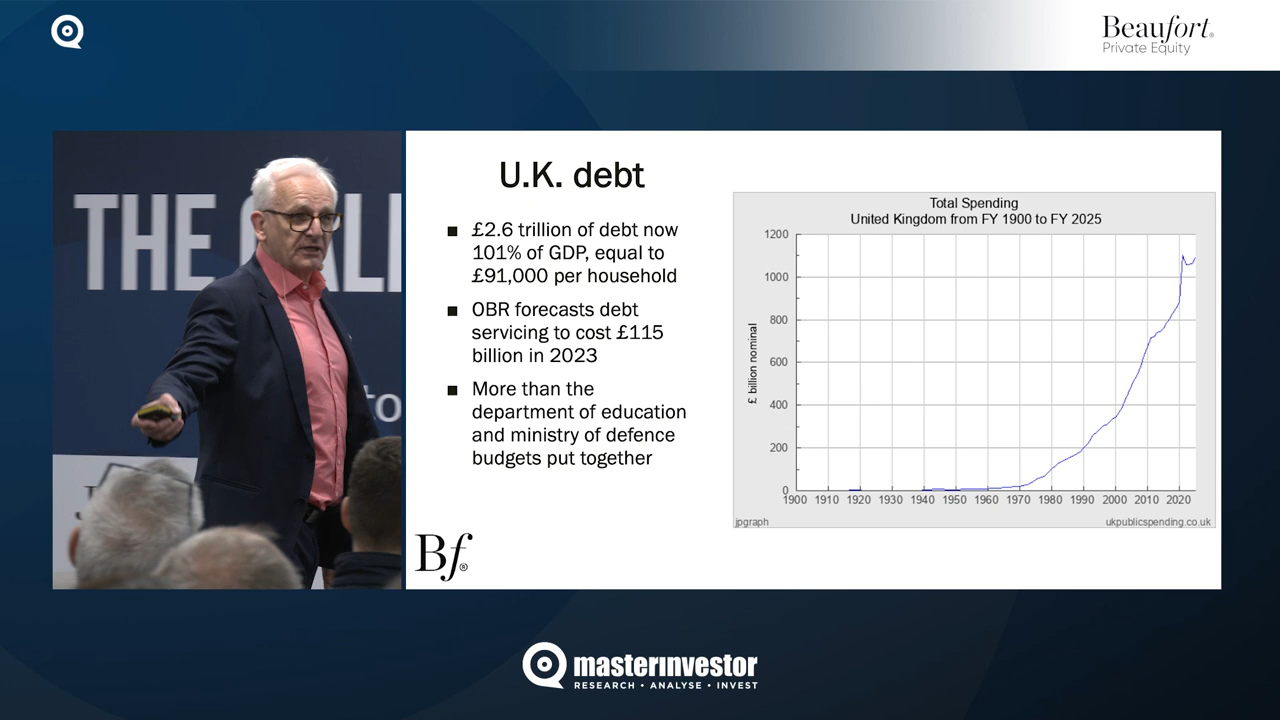 Beaufort®
Private Equity
THE
to
U.K. debt
■ £2.6 trillion of debt now
101% of GDP, equal to
£91,000 per household
■ OBR forecasts debt
servicing to cost £115
billion in 2023
■ More than the
department of education
and ministry of defence
budgets put together
Bf®
Total Spending
United Kingdom from FY 1900 to FY 2025
£ billion nominal
1200
1000
800
600
400
200
0
1900 1910 1920 1930 1940 1950 1960 1970 1980 1990 2000 2010 2020
jpgraph
ukpublicspending.co.uk
masterinvestor
RESEARCH • ANALYSE • INVEST